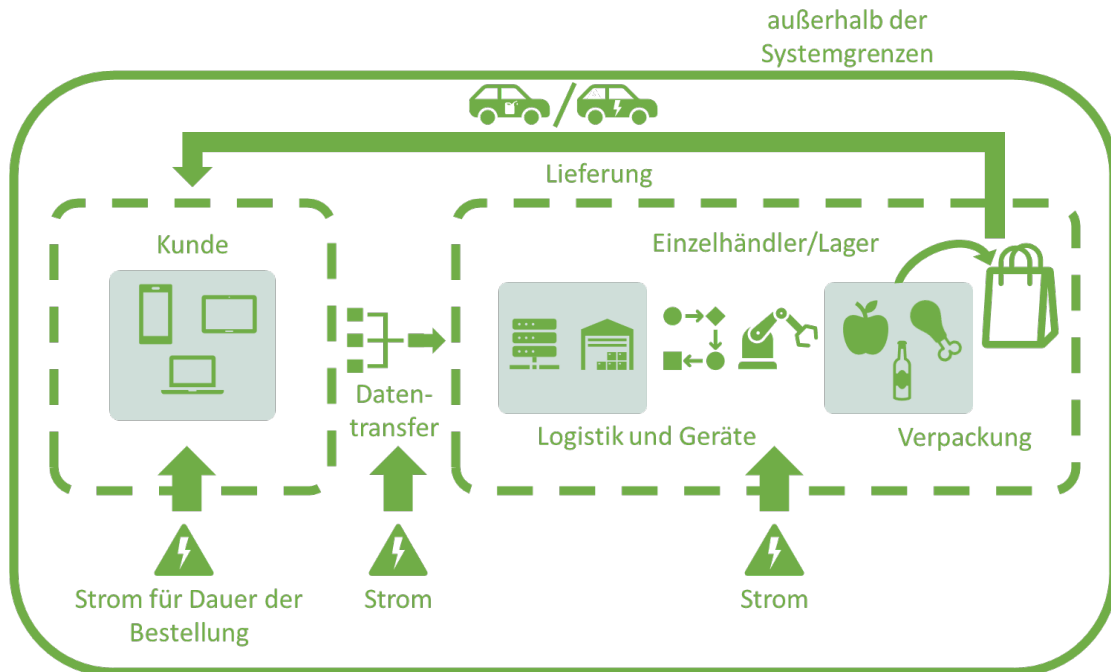 außerhalb der
Systemgrenzen
Lieferung
Kunde
Einzelhändler/Lager
Daten-
transfer
Logistik und Geräte
Verpackung
Strom für Dauer der
Bestellung
Strom
Strom